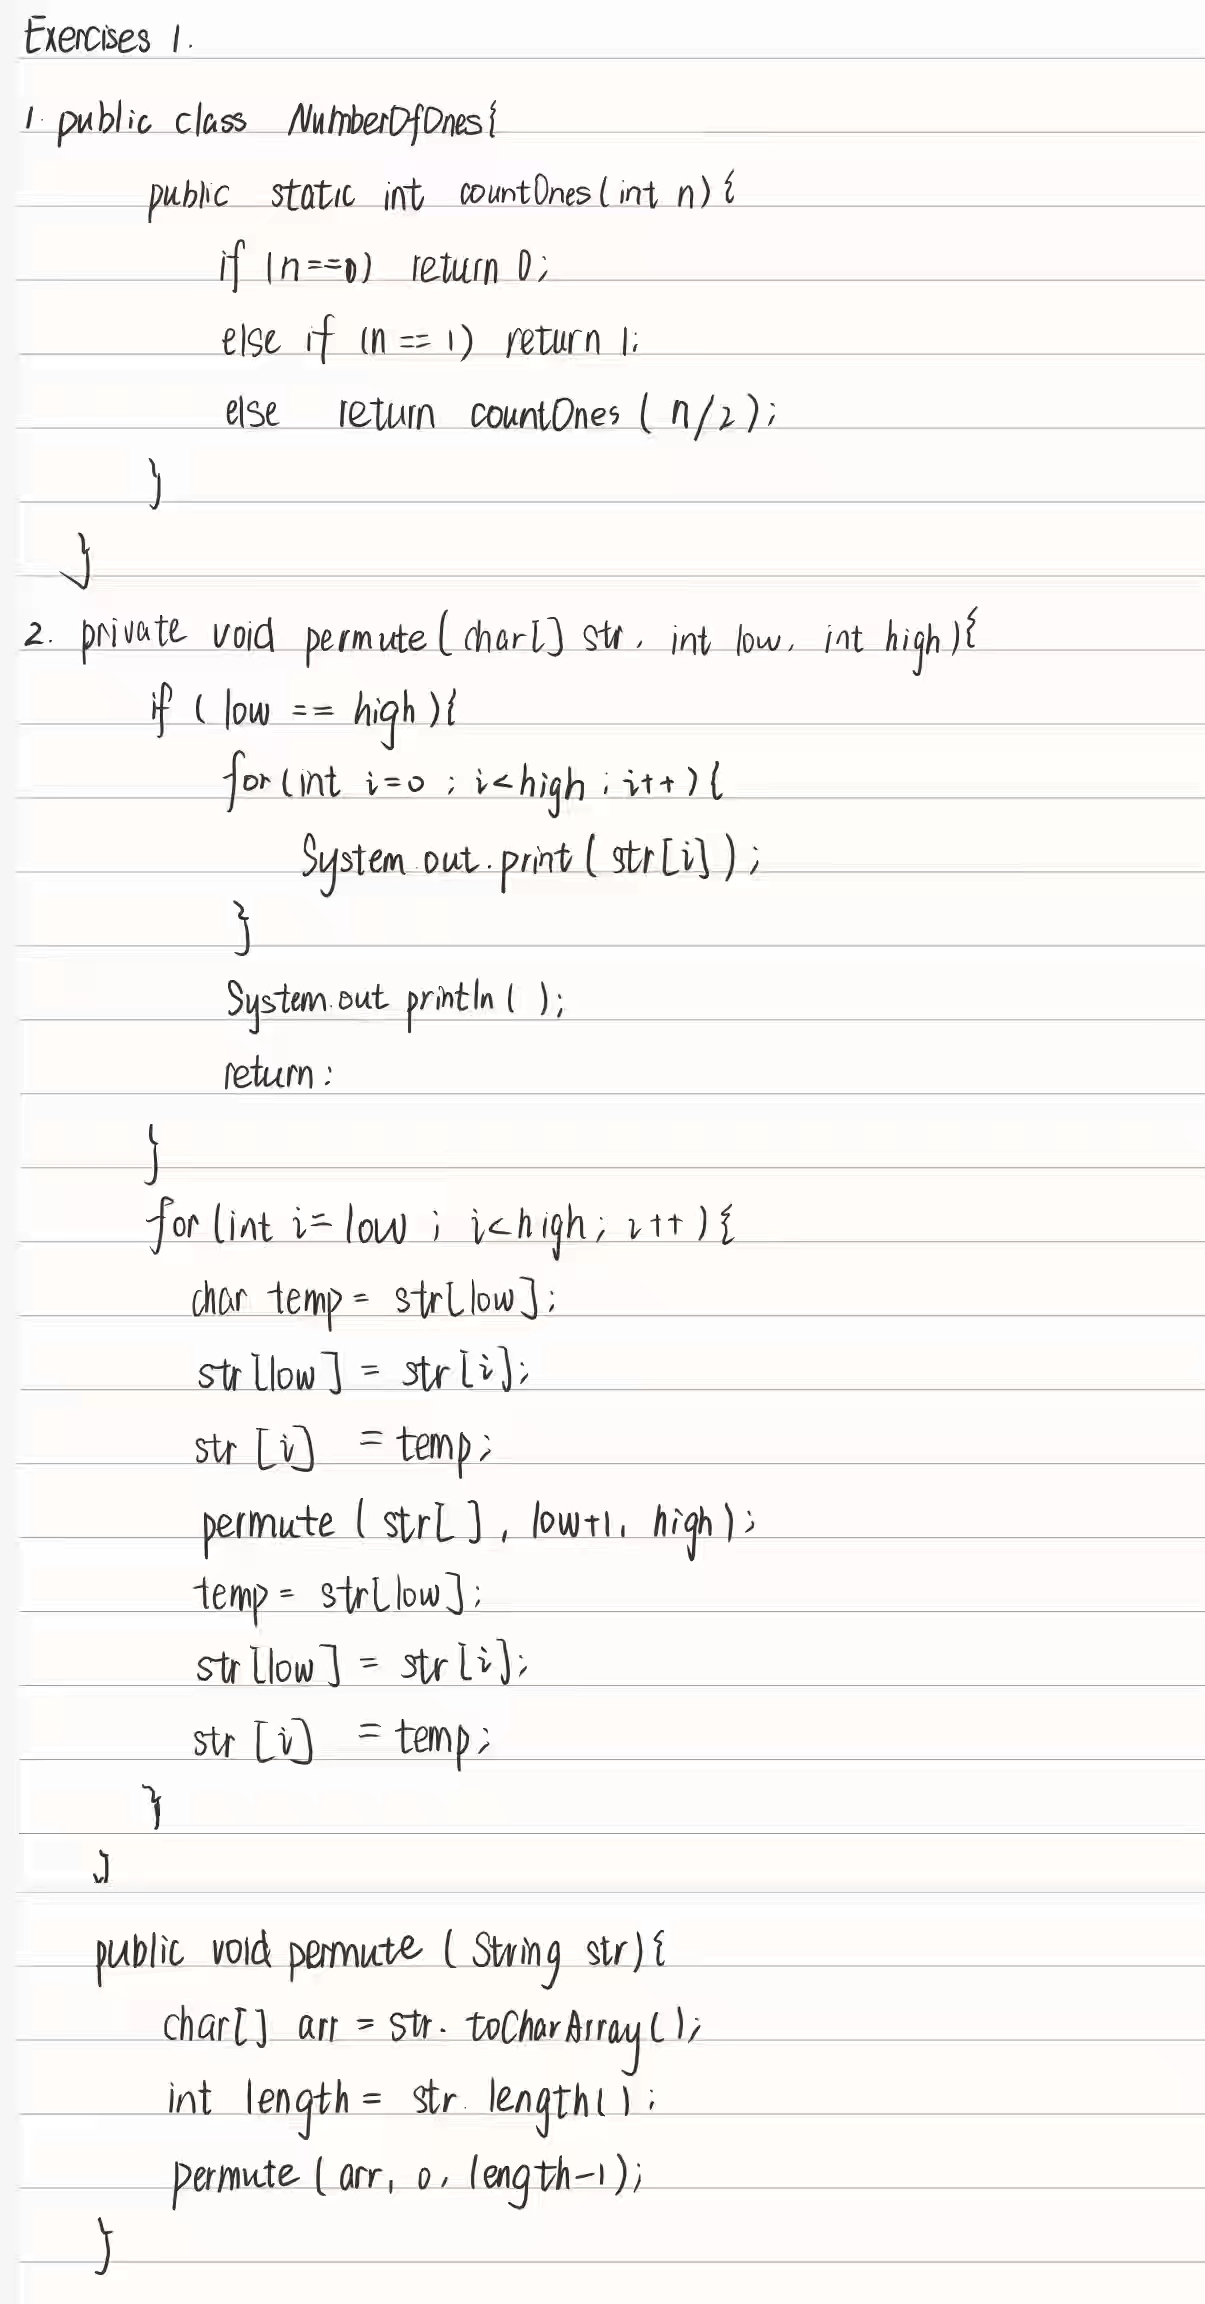 Exercises 1.
1. public class NumberOfOnes{
public static int countOnes(int n){
if (n==0) return 0;
else if (n == 1) return 1;
else return countOnes (n/2);
}
}
2. private void permute(char[] str, int low, int high){
if ( low == high){
for(int i=0 ; i<high ; i++){
System.out.print( str[i]);
}
System.out println( );
return;
}
for (int i= low ; i<high; i++){
char temp = str[low];
str[low] = str[i];
str [i] = temp;
permute ( str[ ], low+1, high);
temp = str[low];
str[low] = str[i];
str [i] = temp;
}
}
public void permute ( String str){
char[] arr = str. toCharArray();
int length = str. length();
permute (arr, 0, length-1);
}